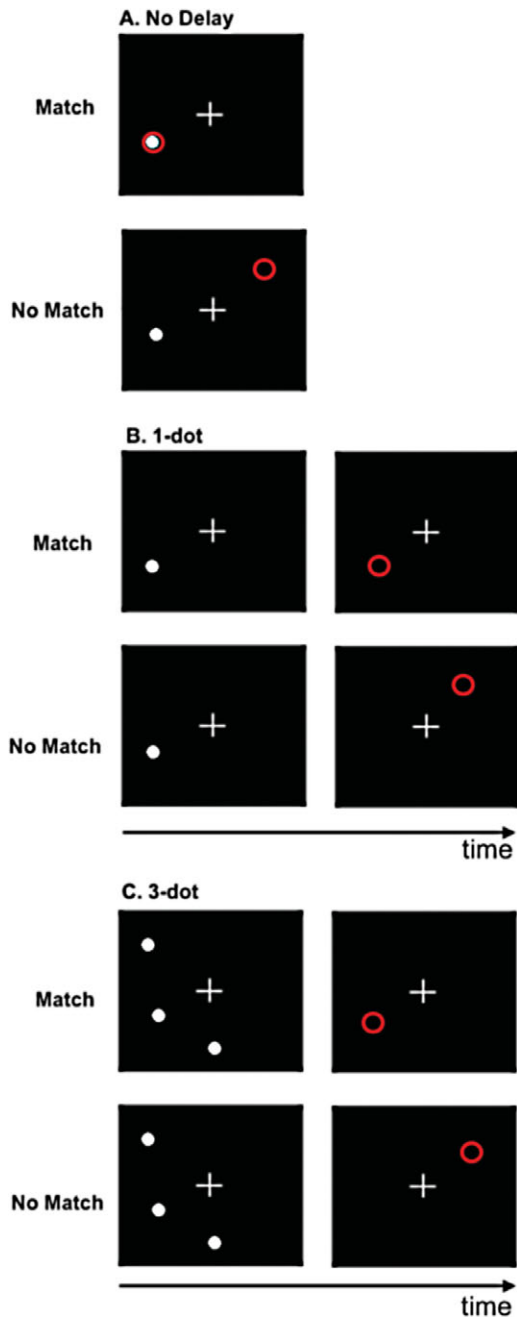 A. No Delay
Match
No Match
B. 1-dot
Match
No Match
time
C. 3-dot
Match
No Match
time